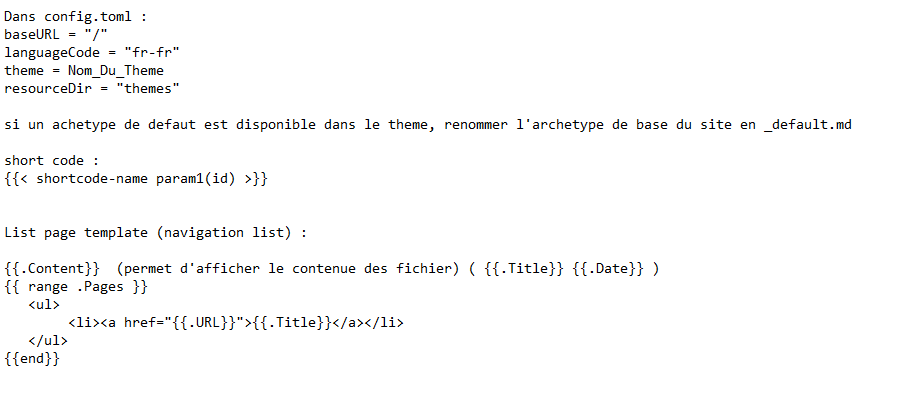 Dans config.toml :
baseURL = "/"
languageCode = "fr-fr"
theme = Nom_Du_Theme
resourceDir = "themes"
si un achetype de defaut est disponible dans le theme, renommer l'archetype de base du site en _default.md
short code :
{{< shortcode-name param1(id) >}}
List page template (navigation list) :
{{.Content}}  (permet d'afficher le contenue des fichier) ( {{.Title}} {{.Date}} )
{{ range .Pages }}
   <ul>
        <li><a href="{{.URL}}">{{.Title}}</a></li>
   </ul>
{{end}}